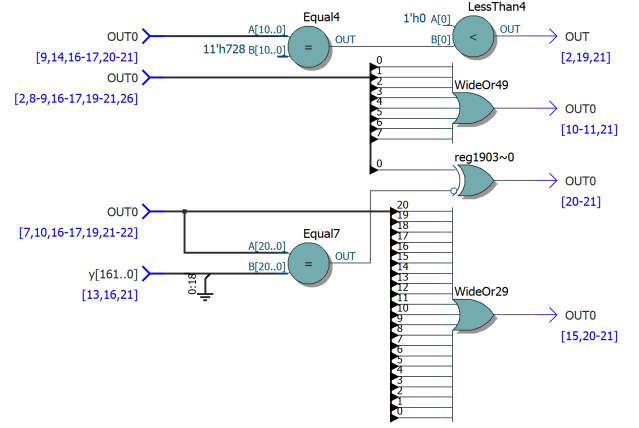 LessThan4
1'h0 A[0]
Equal4
OUT0 A[10..0] OUT OUT
11'h728 B[10..0] = OUT B[0] <
[9,14,16-17,20-21] [2,19,21]
OUT0
[2,8-9,16-17,19-21,26]
0
1
2
WideOr49
3
4
OUT0
5
6
[10-11,21]
7
reg1903~0
0
OUT0
[20-21]
OUT0
[7,10,16-17,19,21-22]
Equal7
A[20..0]
OUT
y[161..0] B[20..0] =
[13,16,21]
0:18
20
19
18
17
16
15
14
13
12
11
WideOr29
10
9
OUT0
8
[15,20-21]
7
6
5
4
3
2
1
0